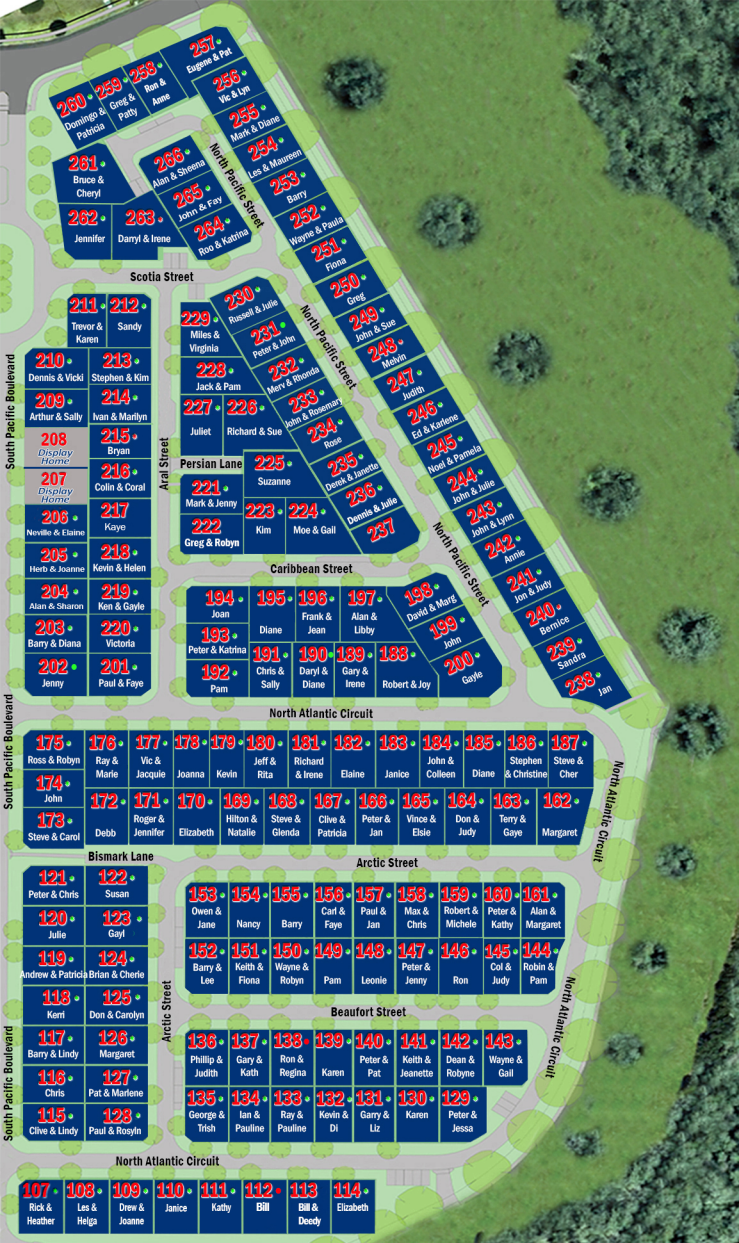 257
Eugene & Pat
258
Ron &
Anne
259
Greg &
Patty
260
Domingo &
Patricia
256
Vic & Lyn
255
Mark & Diane
254
Les & Maureen
253
Barry
252
Wayne & Paula
251
Fiona
250
Greg
249
John & Sue
248
Melvin
247
Judith
246
Ed & Karlene
245
Noel & Pamela
244
John & Julie
243
John & Lynn
242
Annie
241
Jon & Judy
240
Bernice
239
Sandra
238
Jan
North Pacific Street
261
Bruce &
Cheryl
262
Jennifer
263
Darryl & Irene
266
Alan & Sheena
265
John & Fay
264
Roo & Katrina
Scotia Street
North Pacific Street
211
Trevor &
Karen
212
Sandy
210
Dennis & Vicki
213
Stephen & Kim
209
Arthur & Sally
214
Ivan & Marilyn
208
Display
Home
215
Bryan
207
Display
Home
216
Colin & Coral
206
Neville & Elaine
217
Kaye
205
Herb & Joanne
218
Kevin & Helen
204
Alan & Sharon
219
Ken & Gayle
203
Barry & Diana
220
Victoria
202
Jenny
201
Paul & Faye
South Pacific Boulevard
Aral Street
229
Miles &
Virginia
228
Jack & Pam
227
Juliet
226
Richard & Sue
230
Russell & Julie
231
Peter & John
232
Merv & Rhonda
233
John & Rosemary
234
Rose
235
Derek & Janette
236
Dennis & Julie
237
Persian Lane
225
Suzanne
221
Mark & Jenny
222
Greg & Robyn
223
Kim
224
Moe & Gail
North Pacific Street
Caribbean Street
194
Joan
195
Diane
196
Frank &
Jean
197
Alan &
Libby
198
David & Marg
193
Peter & Katrina
199
John
192
Pam
191
Chris &
Sally
190
Daryl &
Diane
189
Gary &
Irene
188
Robert & Joy
200
Gayle
North Atlantic Circuit
South Pacific Boulevard
175
Ross & Robyn
176
Ray &
Marie
177
Vic &
Jacquie
178
Joanna
179
Kevin
180
Jeff &
Rita
181
Richard
& Irene
182
Elaine
183
Janice
184
John &
Colleen
185
Diane
186
Stephen
& Christine
187
Steve &
Cher
174
John
173
Steve & Carol
172
Debb
171
Roger &
Jennifer
170
Elizabeth
169
Hilton &
Natalie
168
Steve &
Glenda
167
Clive &
Patricia
166
Peter &
Jan
165
Vince &
Elsie
164
Don &
Judy
163
Terry &
Gaye
162
Margaret
North Atlantic Circuit
Bismark Lane
Arctic Street
121
Peter & Chris
122
Susan
120
Julie
123
Gayl
119
Andrew & Patricia
124
Brian & Cherie
118
Kerri
125
Don & Carolyn
117
Barry & Lindy
126
Margaret
116
Chris
127
Pat & Marlene
115
Clive & Lindy
128
Paul & Rosyln
South Pacific Boulevard
Arctic Street
153
Owen &
Jane
154
Nancy
155
Barry
156
Carl &
Faye
157
Paul &
Jan
158
Max &
Chris
159
Robert &
Michele
160
Peter &
Kathy
161
Alan &
Margaret
152
Barry &
Lee
151
Keith &
Fiona
150
Wayne &
Robyn
149
Pam
148
Leonie
147
Peter &
Jenny
146
Ron
145
Col &
Judy
144
Robin &
Pam
Beaufort Street
North Atlantic Circuit
136
Phillip &
Judith
137
Gary &
Kath
138
Ron &
Regina
139
Karen
140
Peter &
Pat
141
Keith &
Jeanette
142
Dean &
Robyne
143
Wayne &
Gail
135
George &
Trish
134
Ian &
Pauline
133
Ray &
Pauline
132
Kevin &
Di
131
Garry &
Liz
130
Karen
129
Peter &
Jessa
North Atlantic Circuit
107
Rick &
Heather
108
Les &
Helga
109
Drew &
Joanne
110
Janice
111
Kathy
112
Bill
113
Bill &
Deedy
114
Elizabeth